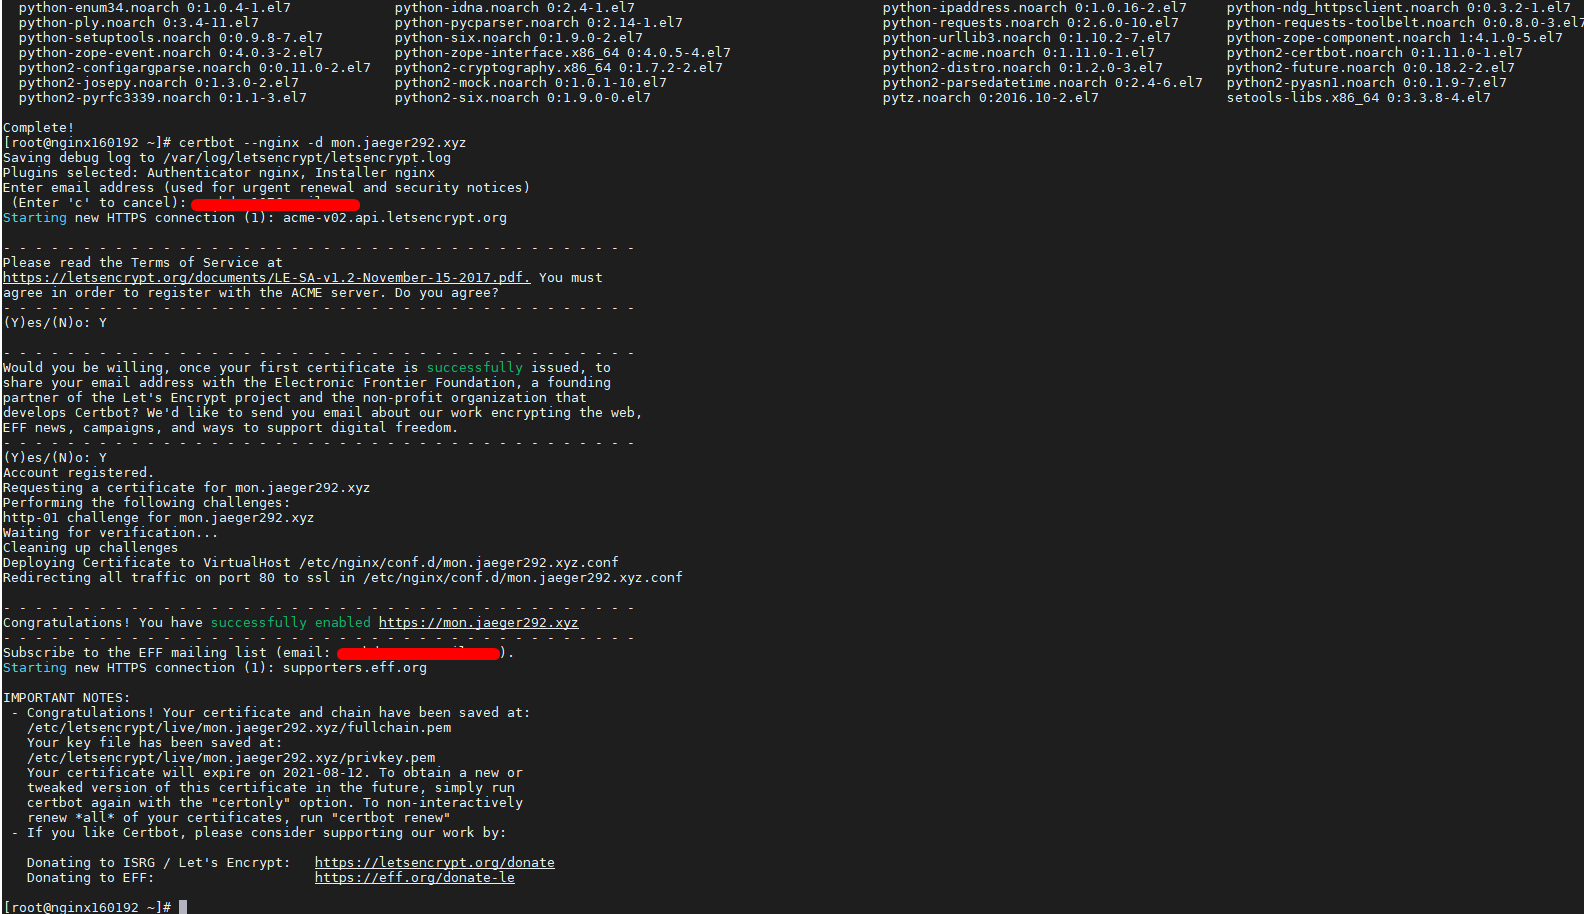 python-enum34.noarch 0:1.0.4-1.el7 python-idna.noarch 0:2.4-1.el7 python-ipaddress.noarch 0:1.0.16-2.el7 python-ndg_httpsclient.noarch 0:0.3.2-1.el7
python-ply.noarch 0:3.4-11.el7 python-pycparser.noarch 0:2.14-1.el7 python-requests.noarch 0:2.6.0-10.el7 python-requests-toolbelt.noarch 0:0.8.0-3.el7
python-setuptools.noarch 0:0.9.8-7.el7 python-six.noarch 0:1.9.0-2.el7 python-urllib3.noarch 0:1.10.2-7.el7 python-zope-component.noarch 1:4.1.0-5.el7
python-zope-event.noarch 0:4.0.3-2.el7 python-zope-interface.x86_64 0:4.0.5-4.el7 python2-acme.noarch 0:1.11.0-1.el7 python2-certbot.noarch 0:1.11.0-1.el7
python2-configargparse.noarch 0:0.11.0-2.el7 python2-cryptography.x86_64 0:1.7.2-2.el7 python2-distro.noarch 0:1.2.0-3.el7 python2-future.noarch 0:0.18.2-2.el7
python2-josepy.noarch 0:1.3.0-2.el7 python2-mock.noarch 0:1.0.1-10.el7 python2-parsedatetime.noarch 0:2.4-6.el7 python2-pyasn1.noarch 0:0.1.9-7.el7
python2-pyrfc3339.noarch 0:1.1-3.el7 python2-six.noarch 0:1.9.0-0.el7 pytz.noarch 0:2016.10-2.el7 setools-libs.x86_64 0:3.3.8-4.el7
Complete!
[root@nginx160192 ~]# certbot --nginx -d mon.jaeger292.xyz
Saving debug log to /var/log/letsencrypt/letsencrypt.log
Plugins selected: Authenticator nginx, Installer nginx
Enter email address (used for urgent renewal and security notices)
(Enter 'c' to cancel):
Starting new HTTPS connection (1): acme-v02.api.letsencrypt.org
- - - - - - - - - - - - - - - - - - - - - - - - - - - - - - - - - - - - - - - -
Please read the Terms of Service at
https://letsencrypt.org/documents/LE-SA-v1.2-November-15-2017.pdf. You must
agree in order to register with the ACME server. Do you agree?
- - - - - - - - - - - - - - - - - - - - - - - - - - - - - - - - - - - - - - - -
(Y)es/(N)o: Y
- - - - - - - - - - - - - - - - - - - - - - - - - - - - - - - - - - - - - - - -
Would you be willing, once your first certificate is successfully issued, to
share your email address with the Electronic Frontier Foundation, a founding
partner of the Let's Encrypt project and the non-profit organization that
develops Certbot? We'd like to send you email about our work encrypting the web,
EFF news, campaigns, and ways to support digital freedom.
- - - - - - - - - - - - - - - - - - - - - - - - - - - - - - - - - - - - - - - -
(Y)es/(N)o: Y
Account registered.
Requesting a certificate for mon.jaeger292.xyz
Performing the following challenges:
http-01 challenge for mon.jaeger292.xyz
Waiting for verification...
Cleaning up challenges
Deploying Certificate to VirtualHost /etc/nginx/conf.d/mon.jaeger292.xyz.conf
Redirecting all traffic on port 80 to ssl in /etc/nginx/conf.d/mon.jaeger292.xyz.conf
- - - - - - - - - - - - - - - - - - - - - - - - - - - - - - - - - - - - - - - -
Congratulations! You have successfully enabled https://mon.jaeger292.xyz
- - - - - - - - - - - - - - - - - - - - - - - - - - - - - - - - - - - - - - - -
Subscribe to the EFF mailing list (email: ).
Starting new HTTPS connection (1): supporters.eff.org
IMPORTANT NOTES:
- Congratulations! Your certificate and chain have been saved at:
/etc/letsencrypt/live/mon.jaeger292.xyz/fullchain.pem
Your key file has been saved at:
/etc/letsencrypt/live/mon.jaeger292.xyz/privkey.pem
Your certificate will expire on 2021-08-12. To obtain a new or
tweaked version of this certificate in the future, simply run
certbot again with the "certonly" option. To non-interactively
renew *all* of your certificates, run "certbot renew"
- If you like Certbot, please consider supporting our work by:
Donating to ISRG / Let's Encrypt: https://letsencrypt.org/donate
Donating to EFF: https://eff.org/donate-le
[root@nginx160192 ~]#